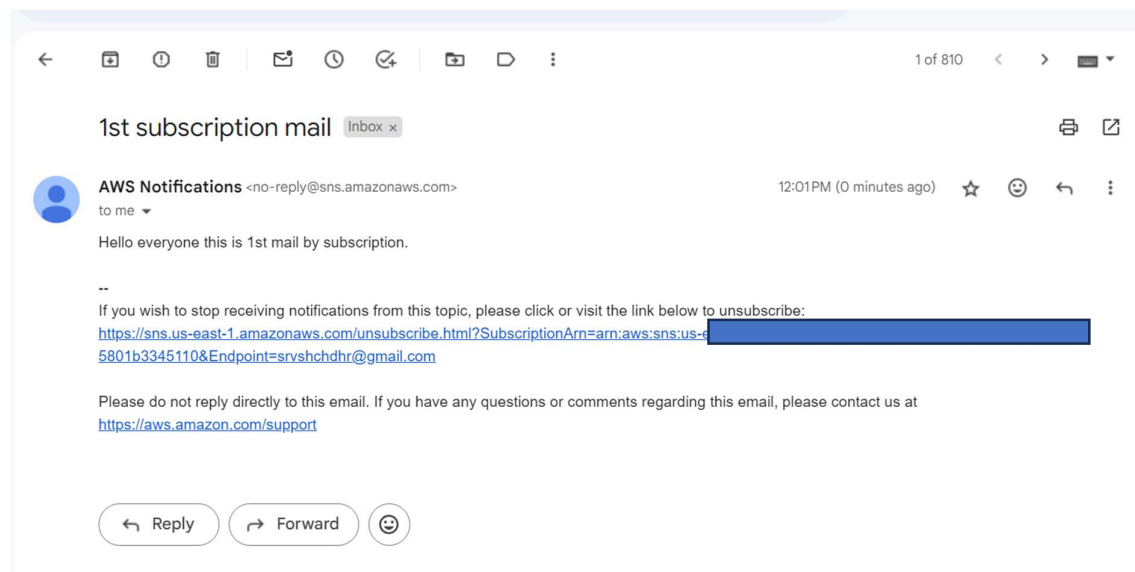 1 of 810
1st subscription mail Inbox x
AWS Notifications <no-reply@sns.amazonaws.com> 12:01 PM (0 minutes ago)
to me
Hello everyone this is 1st mail by subscription.
--
If you wish to stop receiving notifications from this topic, please click or visit the link below to unsubscribe:
https://sns.us-east-1.amazonaws.com/unsubscribe.html?SubscriptionArn=arn:aws:sns:us-e
5801b3345110&Endpoint=srvshchdhr@gmail.com
Please do not reply directly to this email. If you have any questions or comments regarding this email, please contact us at
https://aws.amazon.com/support
Reply Forward